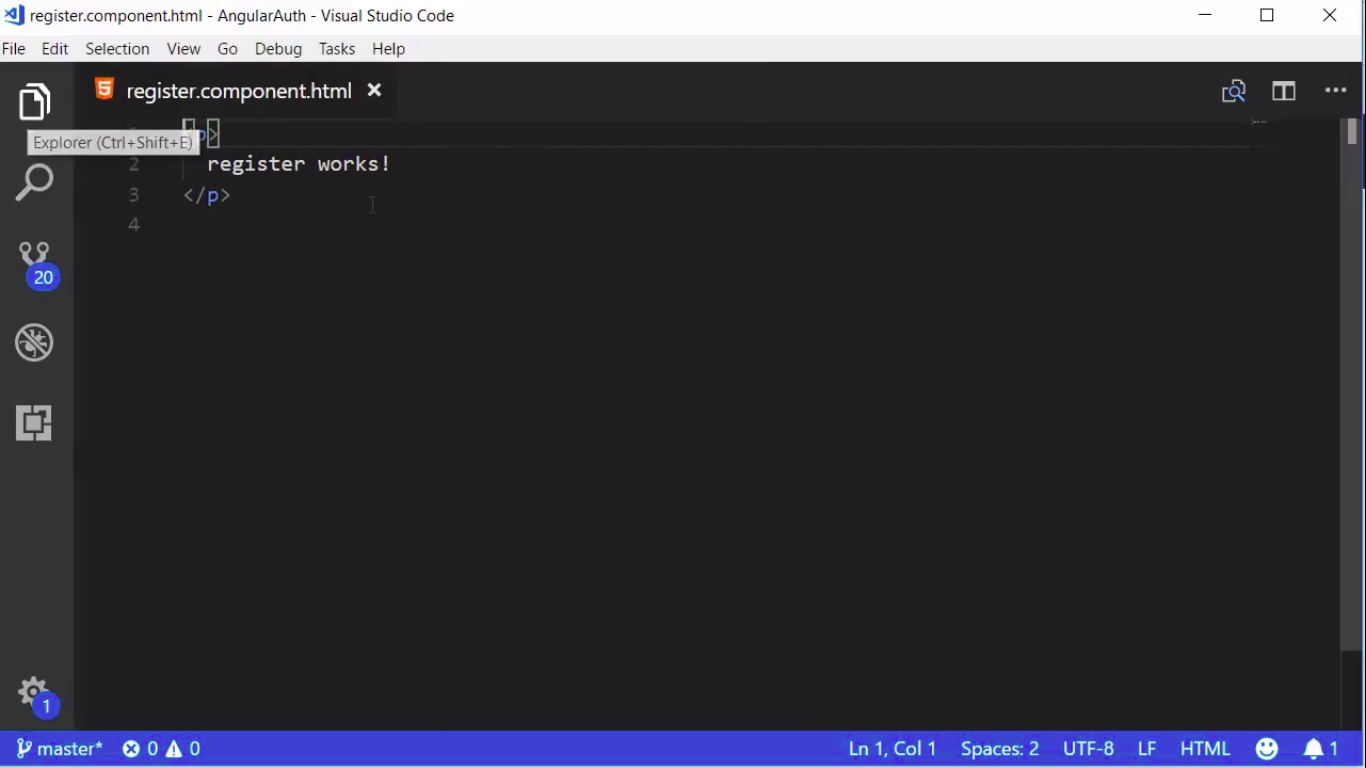 register.component.html - AngularAuth - Visual Studio Code
File Edit Selection View Go Debug Tasks Help
register.component.html
p>
Explorer (Ctrl+Shift+E)
2 register works!
3 </p>
4
20
1
master* 0 0 Ln 1, Col 1 Spaces: 2 UTF-8 LF HTML 1